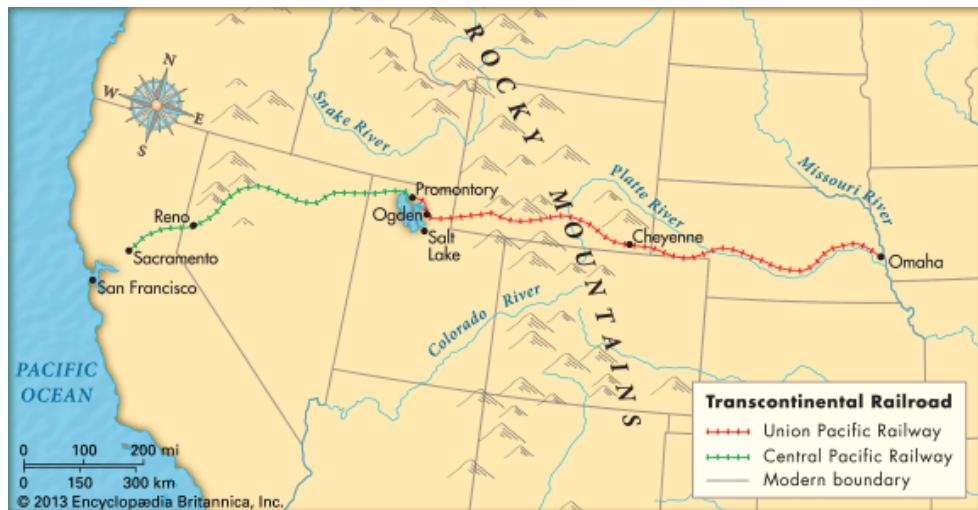 ROCKY
MOUNTAINS
N
W
E
S
Snake River
Missouri River
Platte River
Promontory
Ogden
Salt
Lake
Reno
Sacramento
San Francisco
Cheyenne
Omaha
Colorado River
PACIFIC
OCEAN
0 100 200 mi
0 150 300 km
© 2013 Encyclopædia Britannica, Inc.
Transcontinental Railroad
Union Pacific Railway
Central Pacific Railway
Modern boundary